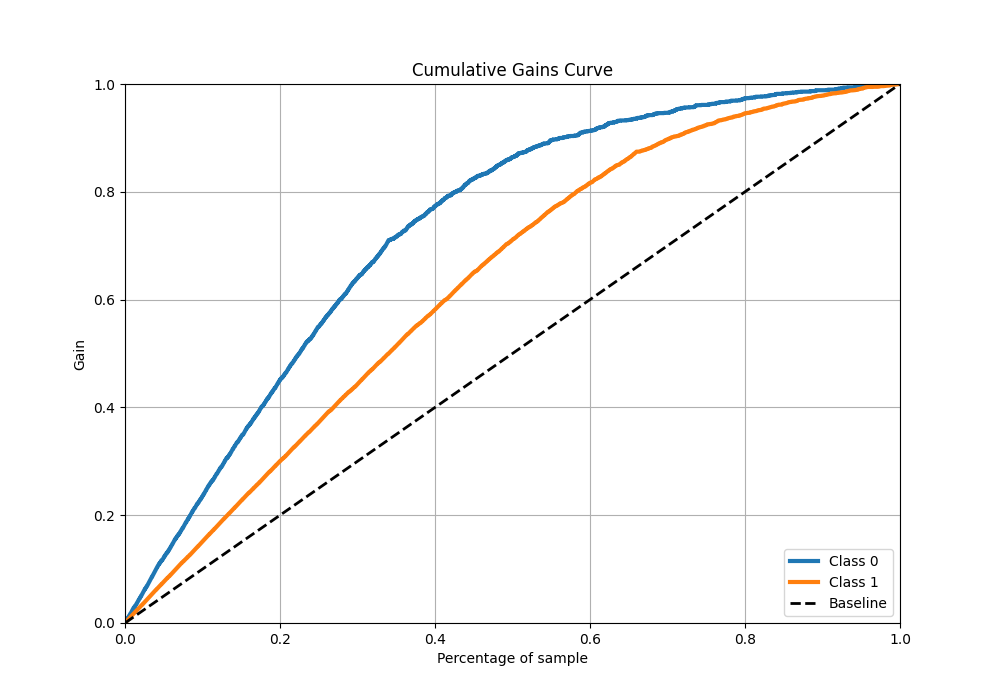 Cumulative Gains Curve
1.0
0.8
0.6
0.4
0.2
0.0
Gain
0.0 0.2 0.4 0.6 0.8 1.0
Percentage of sample
Class 0
Class 1
Baseline